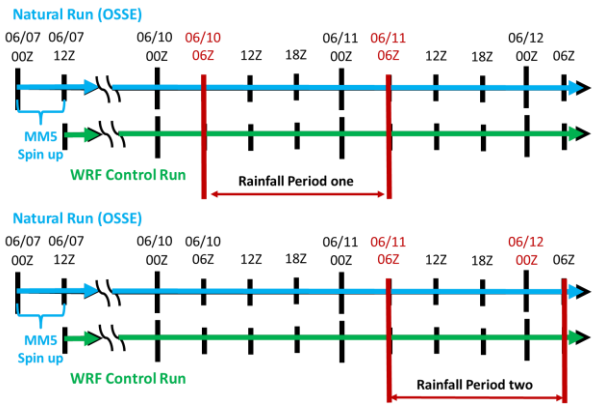 Natural Run (OSSE)
06/07 06/07 06/10 06/10 06/11 06/11 06/12
00Z 12Z 00Z 06Z 12Z 18Z 00Z 06Z 12Z 18Z 00Z 06Z
MM5
Spin up
WRF Control Run
Rainfall Period one
Natural Run (OSSE)
06/07 06/07 06/10 06/10 06/11 06/11 06/12
00Z 12Z 00Z 06Z 12Z 18Z 00Z 06Z 12Z 18Z 00Z 06Z
MM5
Spin up
WRF Control Run
Rainfall Period two